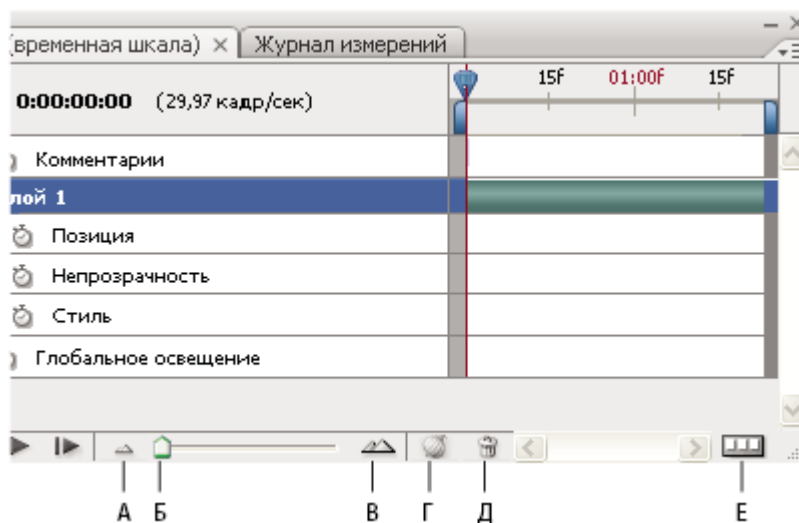 (временная шкала) × Журнал измерений
0:00:00:00 (29,97 кадр/сек) 15f 01:00f 15f
Комментарии
лой 1
Позиция
Непрозрачность
Стиль
Глобальное освещение
А Б В Г Д Е